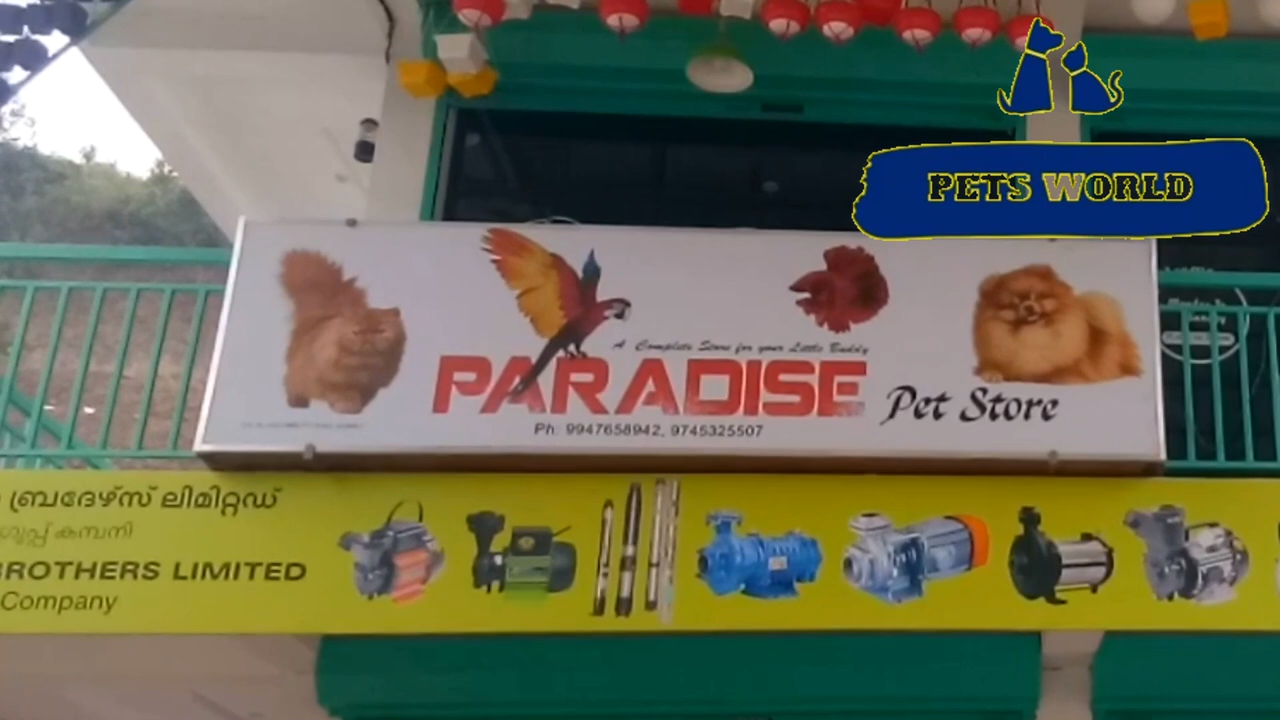 PETS WORLD
A Complete Store for your Little Buddy
PARADISE
Pet Store
Ph: 9947658942, 9745325507
ബ്രദേഴ്സ് ലിമിറ്റഡ്
ഗ്രൂപ്പ് കമ്പനി
BROTHERS LIMITED
Company